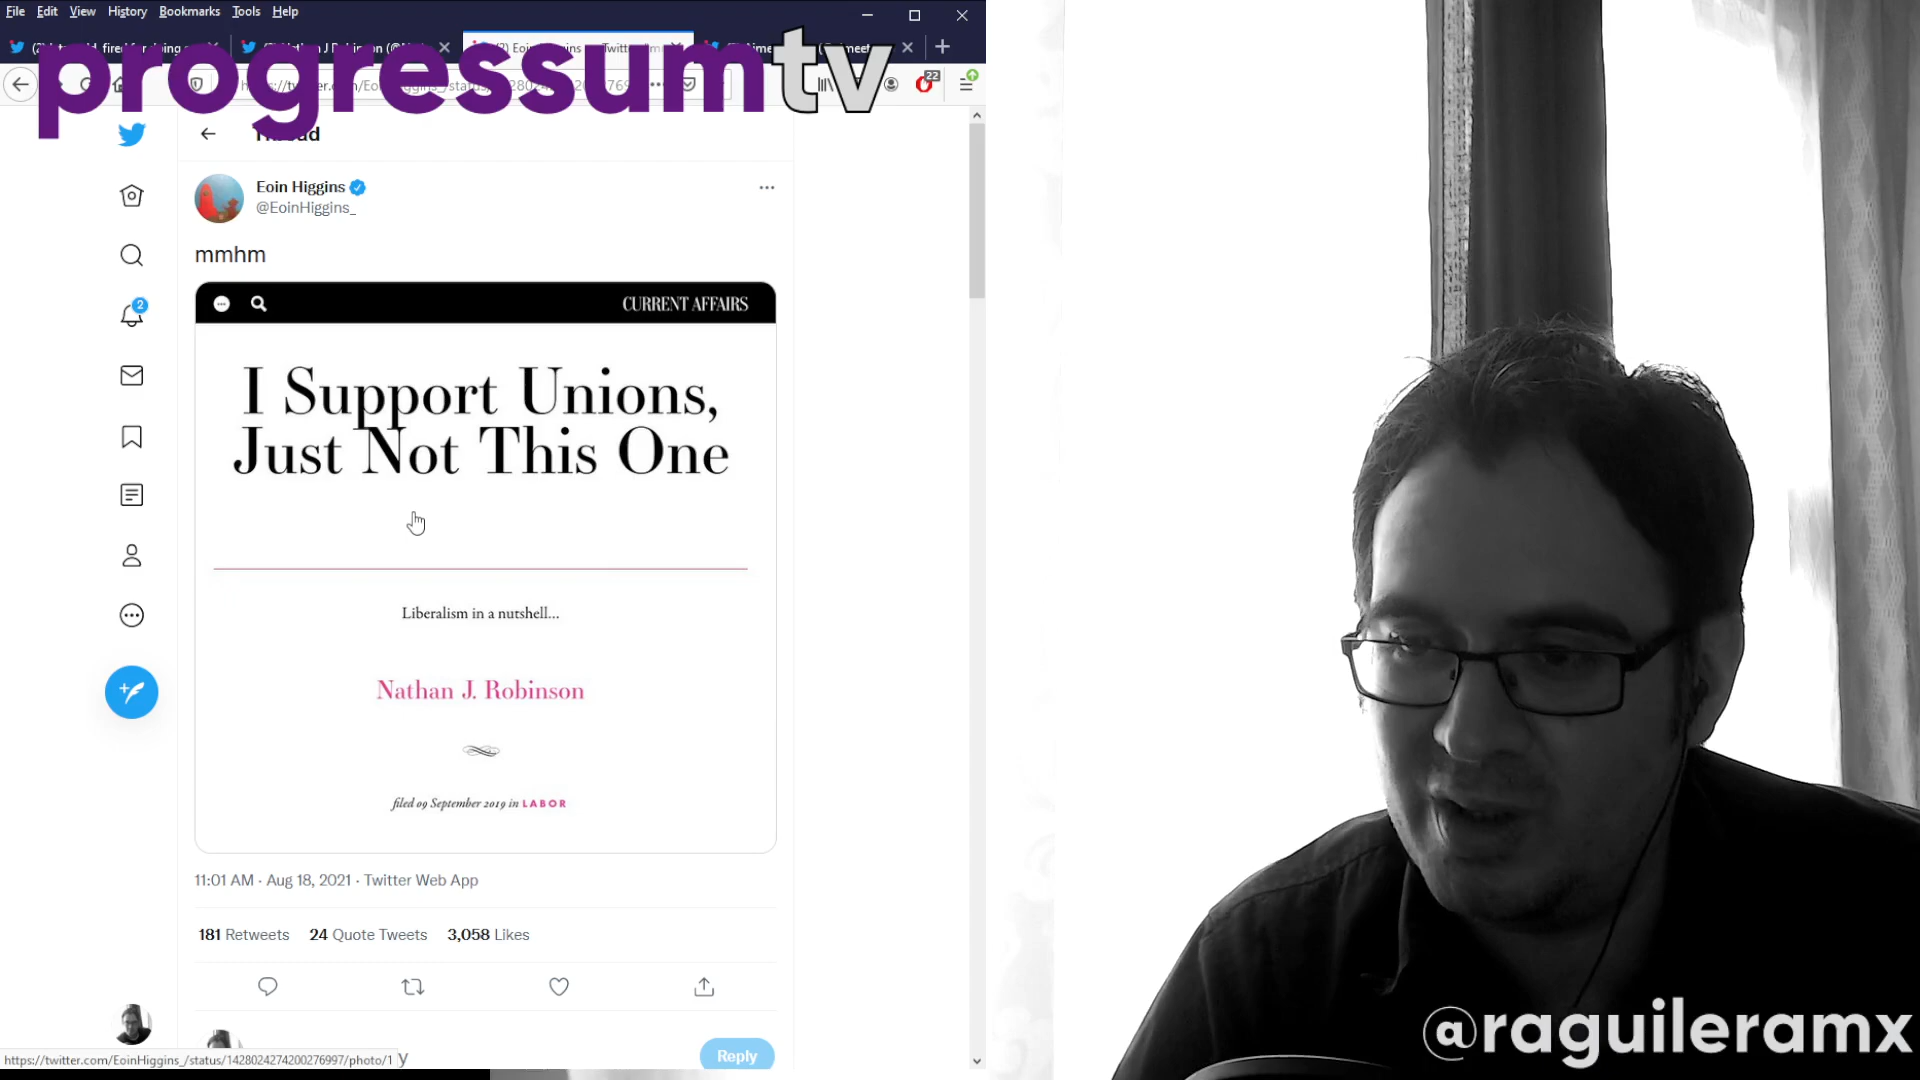 File Edit View History Bookmarks Tools Help
progressumtv
22
Thread
Eoin Higgins
@EoinHiggins_
mmhm
2
CURRENT AFFAIRS
I Support Unions,
Just Not This One
Liberalism in a nutshell...
Nathan J. Robinson
filed 09 September 2019 in LABOR
11:01 AM · Aug 18, 2021 · Twitter Web App
181 Retweets 24 Quote Tweets 3,058 Likes
Reply
https://twitter.com/EoinHiggins_/status/1428024274200276997/photo/1
@raguileramx